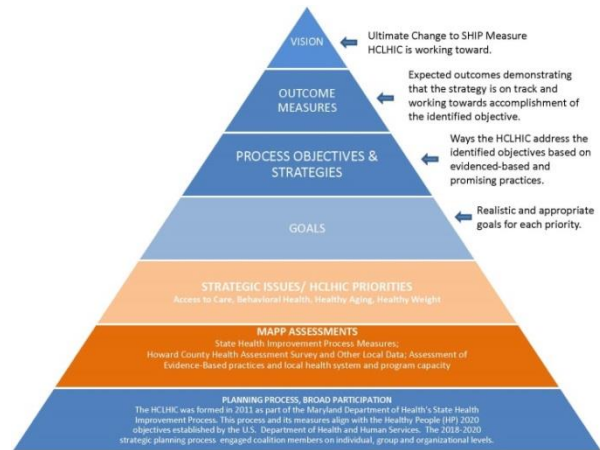 VISION
Ultimate Change to SHIP Measure
HCLHIC is working toward.
OUTCOME
MEASURES
Expected outcomes demonstrating
that the strategy is on track and
working towards accomplishment of
the identified objective.
PROCESS OBJECTIVES &
STRATEGIES
Ways the HCLHIC address the
identified objectives based on
evidenced-based and
promising practices.
GOALS
Realistic and appropriate
goals for each priority.
STRATEGIC ISSUES/ HCLHIC PRIORITIES
Access to Care, Behavioral Health, Healthy Aging, Healthy Weight
MAPP ASSESSMENTS
State Health Improvement Process Measures;
Howard County Health Assessment Survey and Other Local Data; Assessment of
Evidence-Based practices and local health system and program capacity
PLANNING PROCESS, BROAD PARTICIPATION
The HCLHIC was formed in 2011 as part of the Maryland Department of Health's State Health
Improvement Process. This process and its measures align with the Healthy People (HP) 2020
objectives established by the U.S. Department of Health and Human Services. The 2018-2020
strategic planning process engaged coalition members on individual, group and organizational levels.